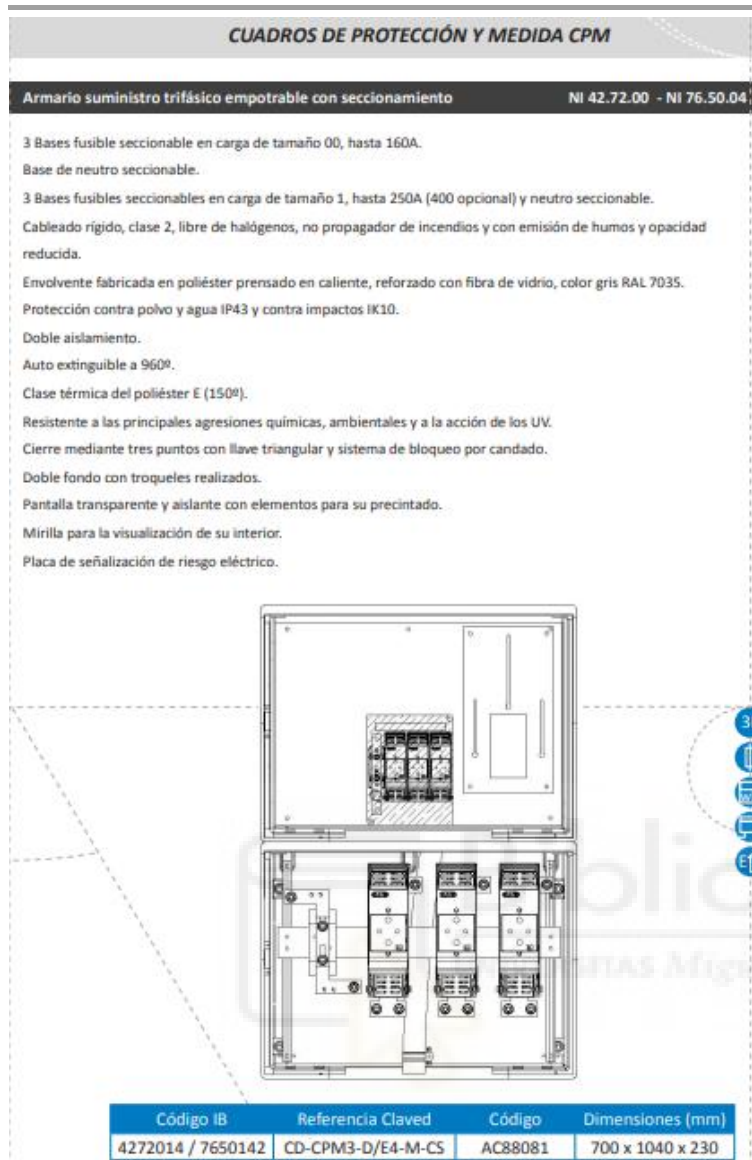 CUADROS DE PROTECCIÓN Y MEDIDA CPM
Armario suministro trifásico empotrable con seccionamiento NI 42.72.00 - NI 76.50.04
3 Bases fusible seccionable en carga de tamaño 00, hasta 160A.
Base de neutro seccionable.
3 Bases fusibles seccionables en carga de tamaño 1, hasta 250A (400 opcional) y neutro seccionable.
Cableado rígido, clase 2, libre de halógenos, no propagador de incendios y con emisión de humos y opacidad
reducida.
Envolvente fabricada en poliéster prensado en caliente, reforzado con fibra de vidrio, color gris RAL 7035.
Protección contra polvo y agua IP43 y contra impactos IK10.
Doble aislamiento.
Auto extinguible a 960º.
Clase térmica del poliéster E (150º).
Resistente a las principales agresiones químicas, ambientales y a la acción de los UV.
Cierre mediante tres puntos con llave triangular y sistema de bloqueo por candado.
Doble fondo con troqueles realizados.
Pantalla transparente y aislante con elementos para su precintado.
Mirilla para la visualización de su interior.
Placa de señalización de riesgo eléctrico.
Código IB Referencia Claved Código Dimensiones (mm)
4272014 / 7650142 CD-CPM3-D/E4-M-CS AC88081 700 x 1040 x 230